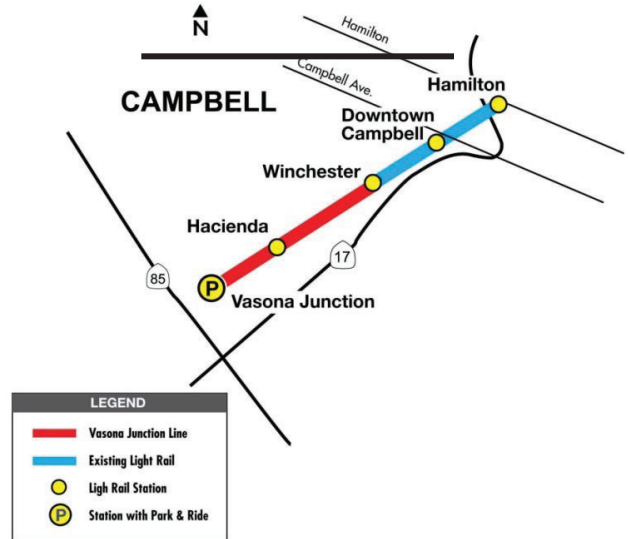 N
Hamilton
Campbell Ave.
Hamilton
CAMPBELL
Downtown
Campbell
Winchester
Hacienda
17
85
P
Vasona Junction
LEGEND
Vasona Junction Line
Existing Light Rail
Ligh Rail Station
P
Station with Park & Ride